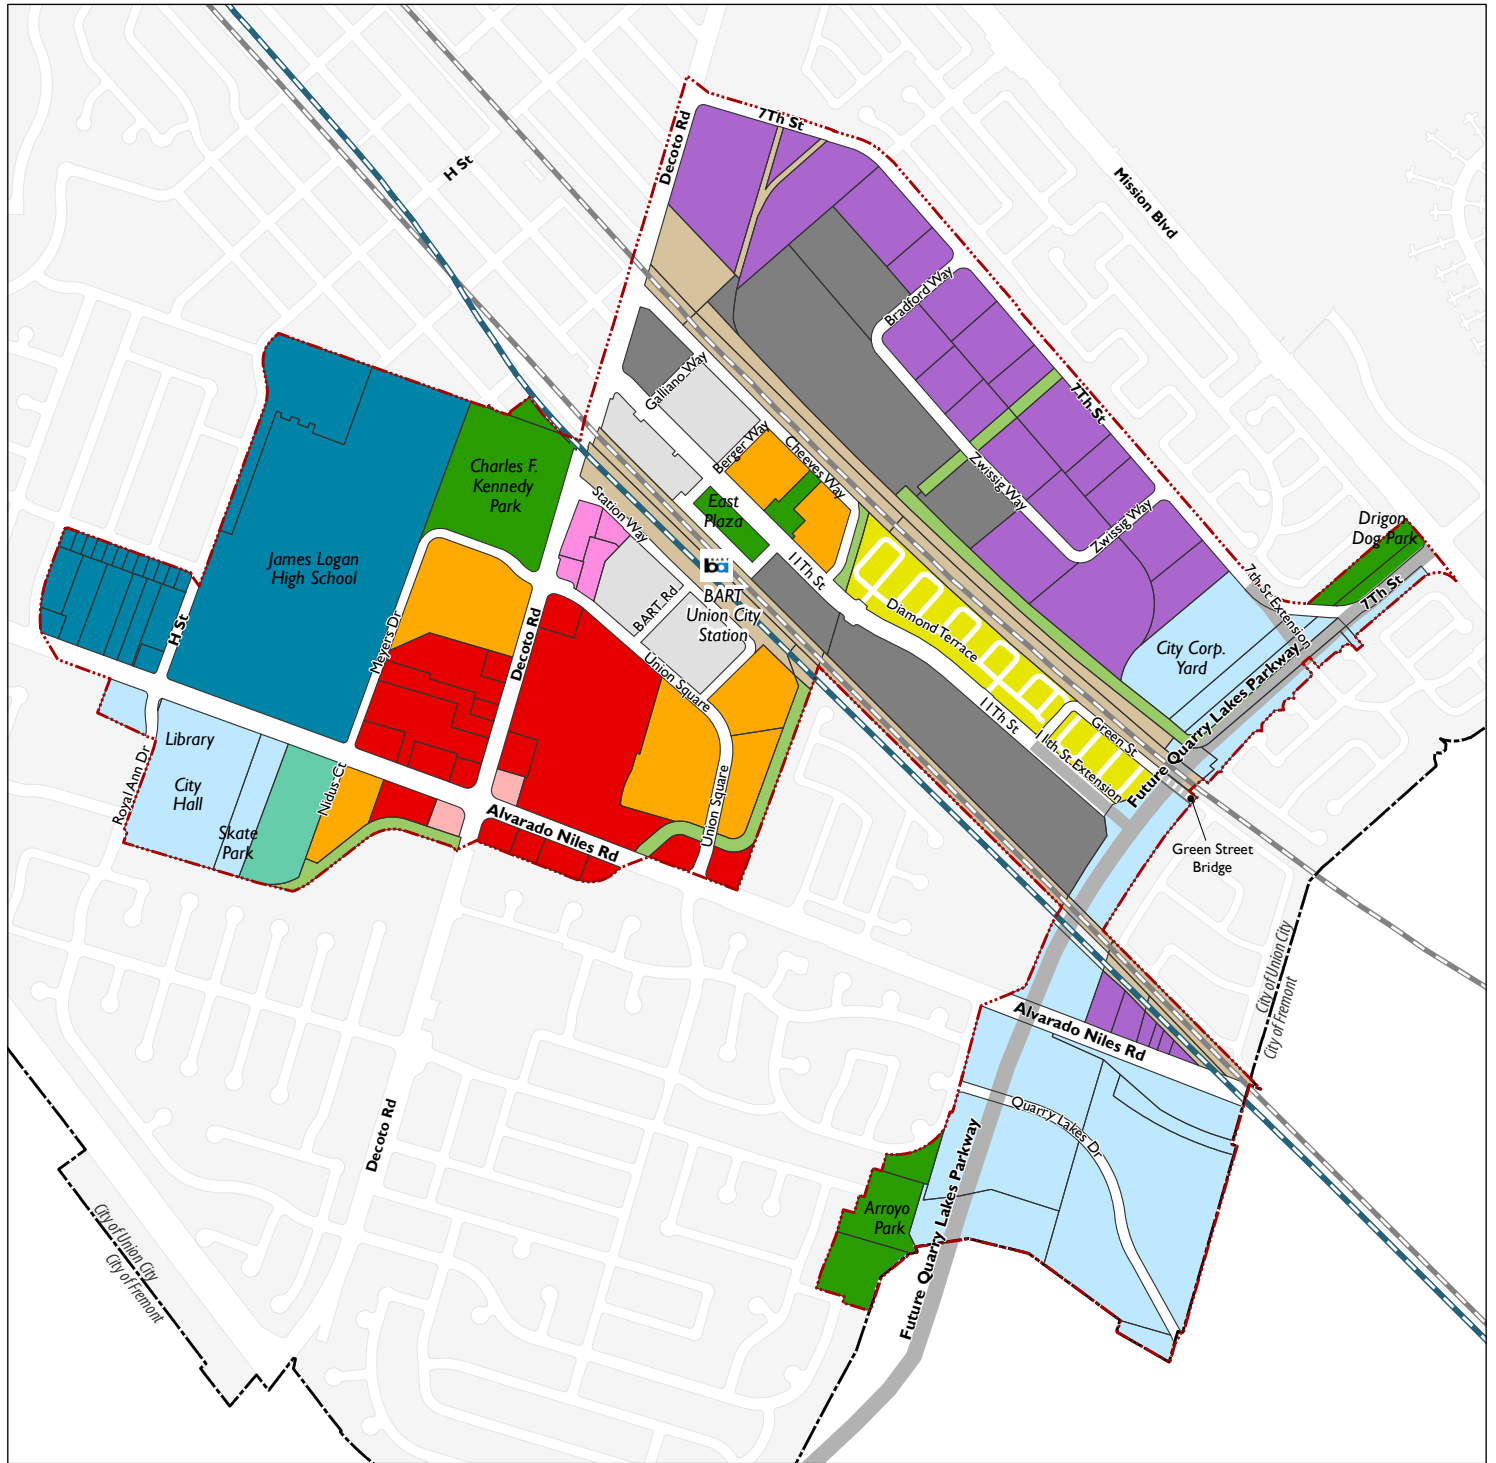 7Th St
Decoto Rd
H St
Mission Blvd
Bradford Way
Galliano Way
7Th St
Berger Way
Cheeves Way
Zwissig Way
Charles F.
Kennedy
Park
Station Way
East
Plaza
Zwissig Way
Drigon
Dog Park
James Logan
High School
ba
11Th St
7th St Extension
7Th St
BART Rd
BART
Union City
Station
Diamond Terrace
H St
Meyers Dr
Decoto Rd
City Corp.
Yard
Union Square
11Th St
Green St
11th St Extension
Future Quarry Lakes Parkway
Library
Royal Ann Dr
City
Hall
Nidus Ct
Skate
Park
Alvarado Niles Rd
Union Square
Green Street
Bridge
City of Union City
City of Fremont
Alvarado Niles Rd
Quarry Lakes Dr
Decoto Rd
Future Quarry Lakes Parkway
Arroyo
Park
City of Union City
City of Fremont